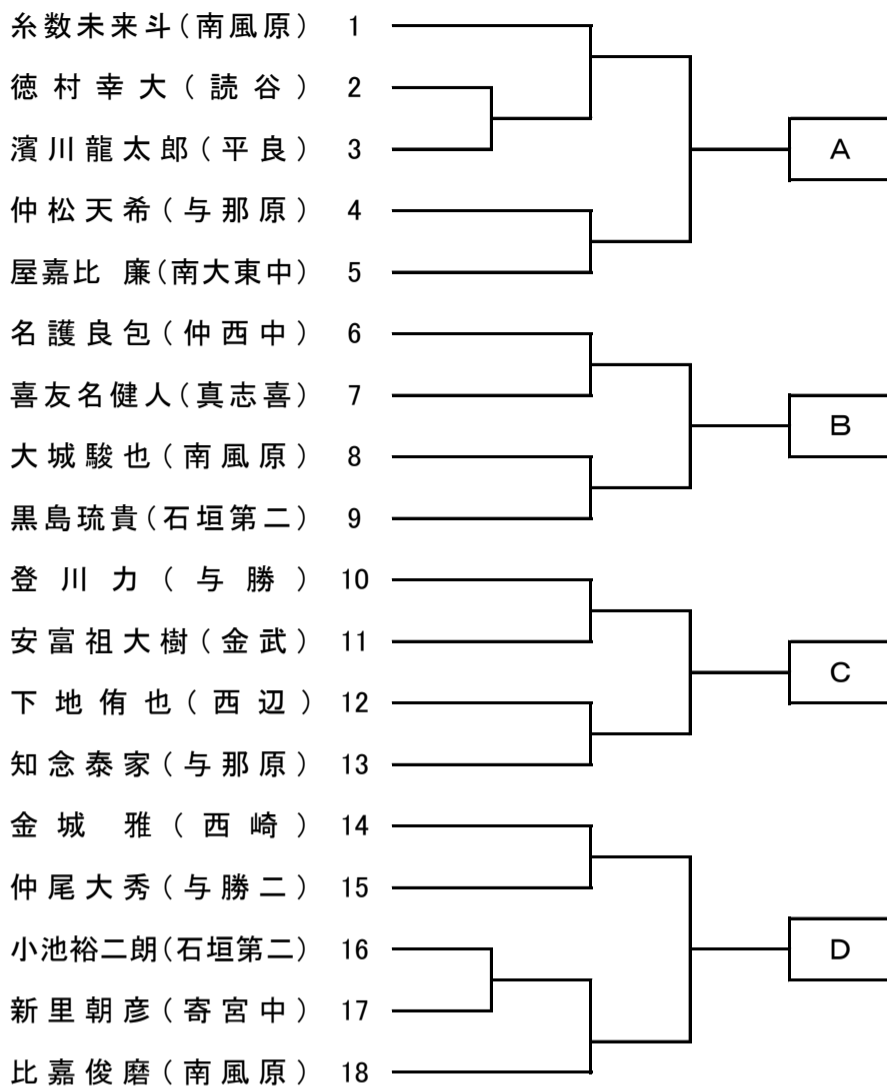 糸数未来斗(南風原) 1
徳村幸大(読谷) 2
濱川龍太郎(平良) 3
A
仲松天希(与那原) 4
屋嘉比 廉(南大東中) 5
名護良包(仲西中) 6
喜友名健人(真志喜) 7
B
大城駿也(南風原) 8
黒島琉貴(石垣第二) 9
登川力(与勝) 10
安富祖大樹(金武) 11
C
下地侑也(西辺) 12
知念泰家(与那原) 13
金城 雅(西崎) 14
仲尾大秀(与勝二) 15
小池裕二朗(石垣第二) 16
D
新里朝彦(寄宮中) 17
比嘉俊磨(南風原) 18